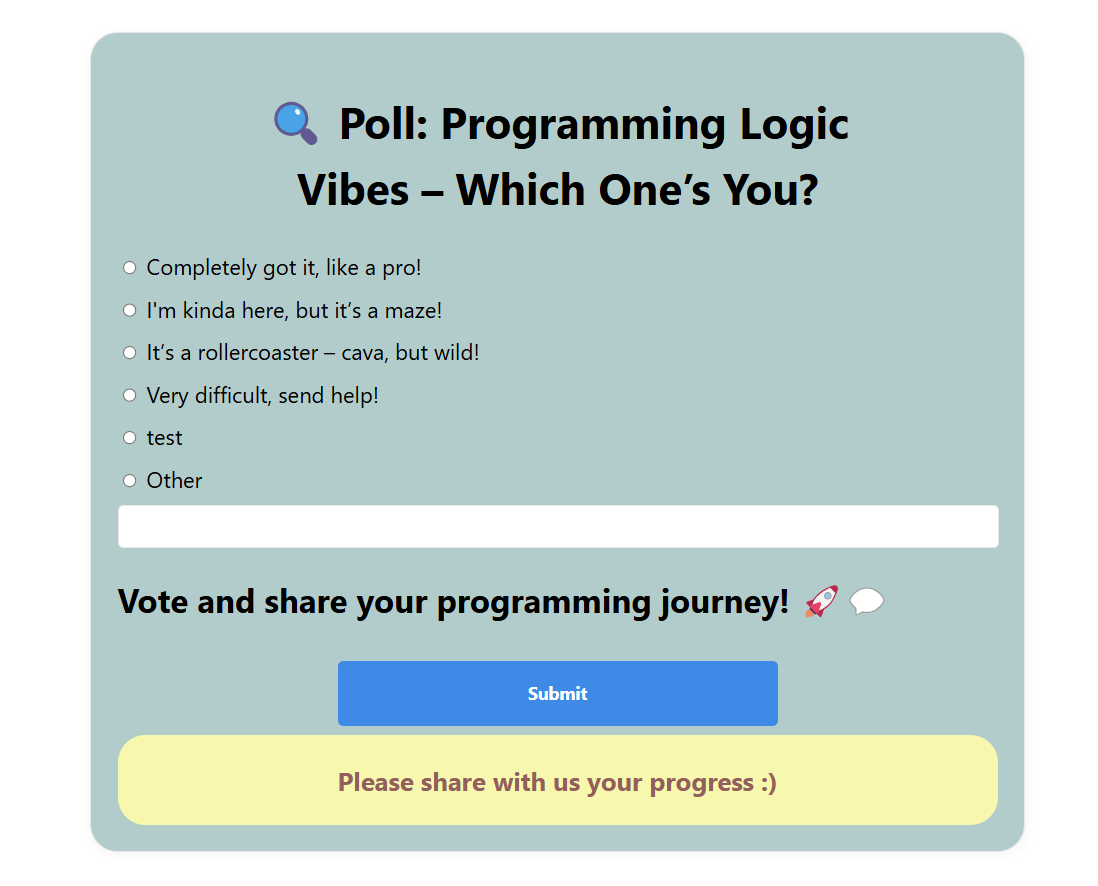 🔍 Poll: Programming Logic
Vibes – Which One’s You?
Completely got it, like a pro!
I'm kinda here, but it’s a maze!
It’s a rollercoaster – cava, but wild!
Very difficult, send help!
test
Other
Vote and share your programming journey! 🚀 💬
Submit
Please share with us your progress :)